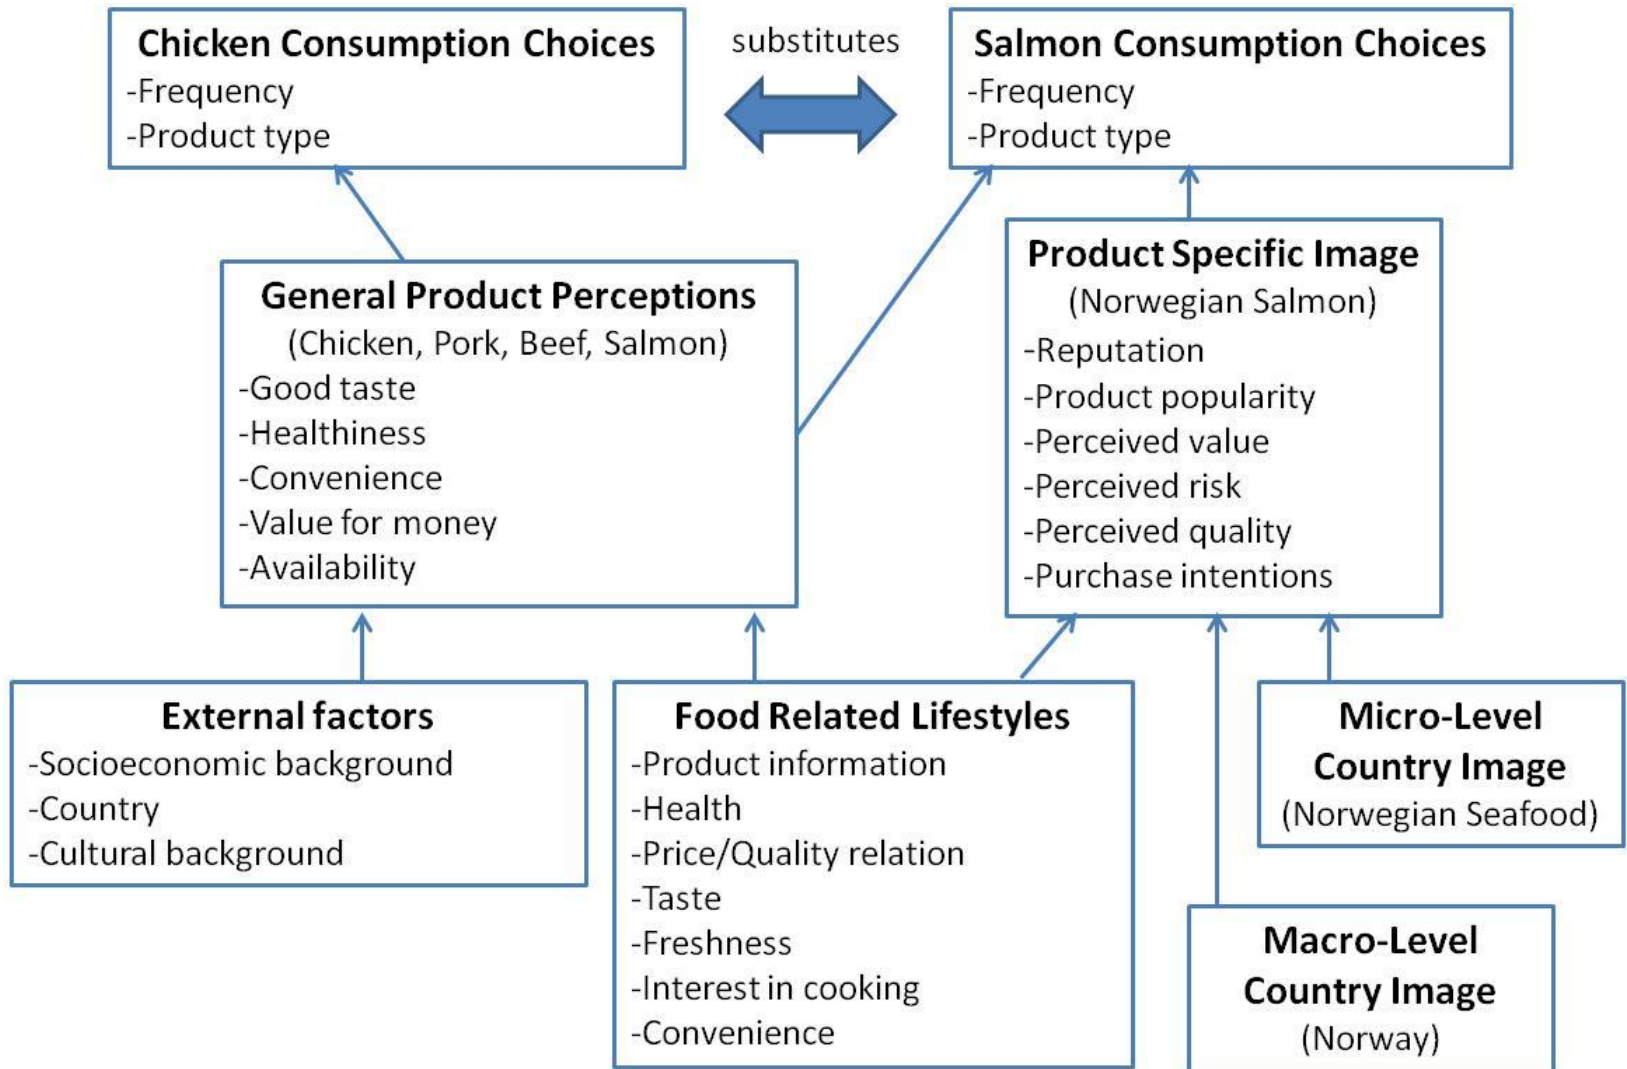 Chicken Consumption Choices
-Frequency
-Product type
substitutes
Salmon Consumption Choices
-Frequency
-Product type
General Product Perceptions
(Chicken, Pork, Beef, Salmon)
-Good taste
-Healthiness
-Convenience
-Value for money
-Availability
Product Specific Image
(Norwegian Salmon)
-Reputation
-Product popularity
-Perceived value
-Perceived risk
-Perceived quality
-Purchase intentions
External factors
-Socioeconomic background
-Country
-Cultural background
Food Related Lifestyles
-Product information
-Health
-Price/Quality relation
-Taste
-Freshness
-Interest in cooking
-Convenience
Micro-Level
Country Image
(Norwegian Seafood)
Macro-Level
Country Image
(Norway)